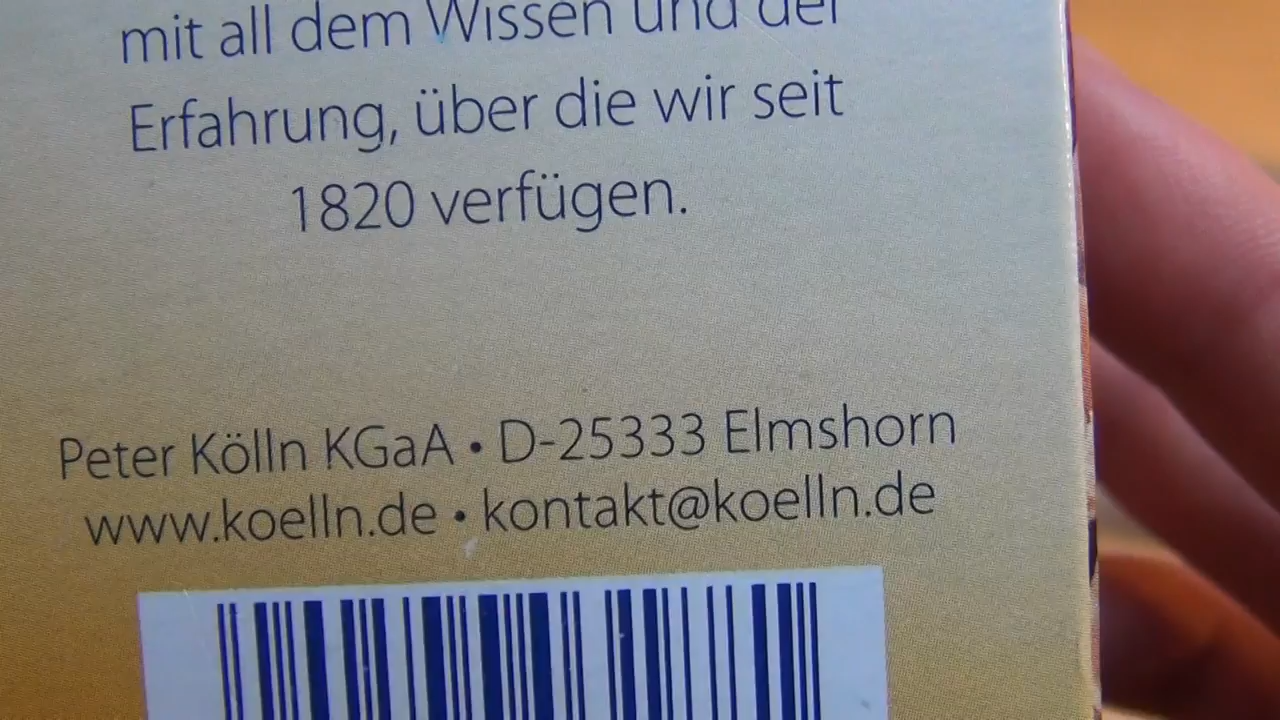 mit all dem Wissen und der
Erfahrung, über die wir seit
1820 verfügen.
Peter Kölln KGaA • D-25333 Elmshorn
www.koelln.de • kontakt@koelln.de